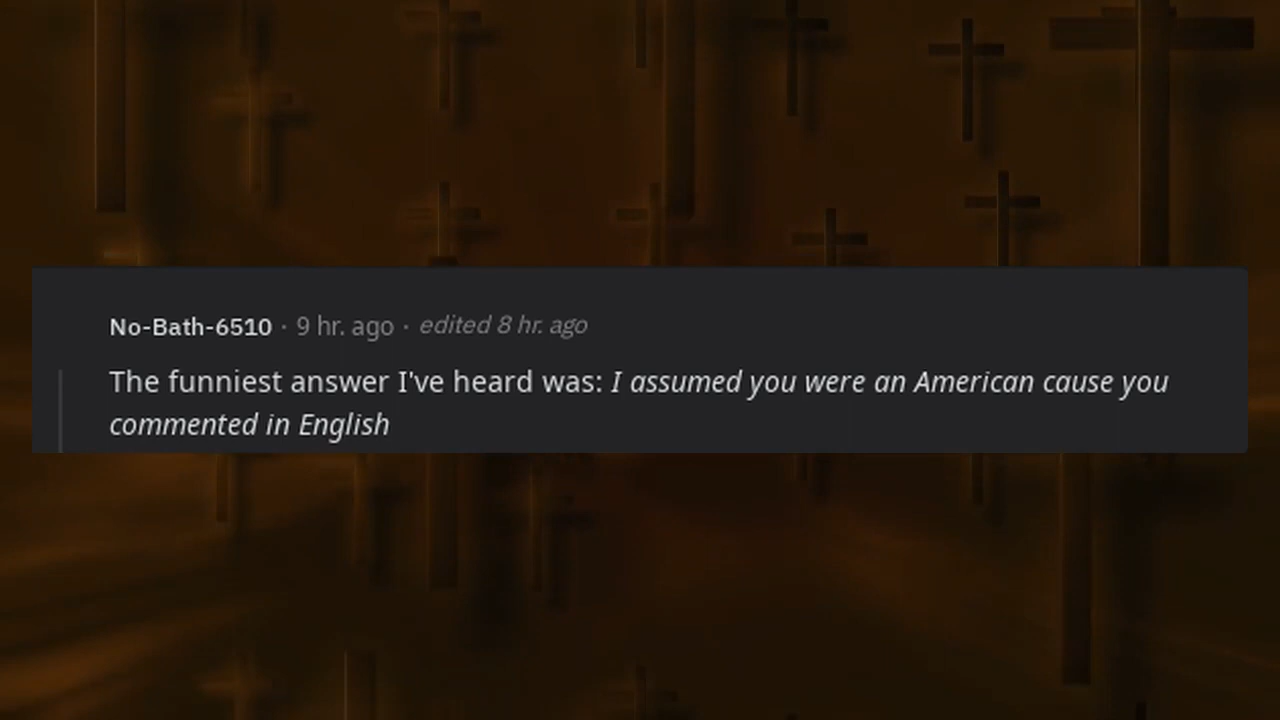 No-Bath-6510 · 9 hr. ago · edited 8 hr. ago
The funniest answer I've heard was: I assumed you were an American cause you
commented in English